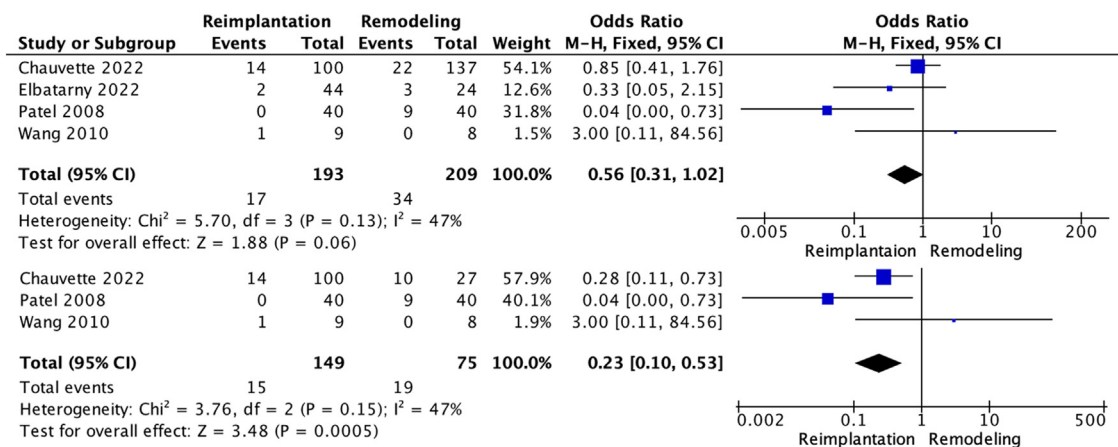 Reimplantation Remodeling Odds Ratio Odds Ratio
Study or Subgroup Events Total Events Total Weight M-H, Fixed, 95% CI M-H, Fixed, 95% CI
Chauvette 2022 14 100 22 137 54.1% 0.85 [0.41, 1.76]
Elbatarny 2022 2 44 3 24 12.6% 0.33 [0.05, 2.15]
Patel 2008 0 40 9 40 31.8% 0.04 [0.00, 0.73]
Wang 2010 1 9 0 8 1.5% 3.00 [0.11, 84.56]
Total (95% CI) 193 209 100.0% 0.56 [0.31, 1.02]
Total events 17 34
Heterogeneity: Chi² = 5.70, df = 3 (P = 0.13); I² = 47%
Test for overall effect: Z = 1.88 (P = 0.06)
0.005 0.1 1 10 200
Reimplantaion Remodeling
Chauvette 2022 14 100 10 27 57.9% 0.28 [0.11, 0.73]
Patel 2008 0 40 9 40 40.1% 0.04 [0.00, 0.73]
Wang 2010 1 9 0 8 1.9% 3.00 [0.11, 84.56]
Total (95% CI) 149 75 100.0% 0.23 [0.10, 0.53]
Total events 15 19
Heterogeneity: Chi² = 3.76, df = 2 (P = 0.15); I² = 47%
Test for overall effect: Z = 3.48 (P = 0.0005)
0.002 0.1 1 10 500
Reimplantation Remodeling